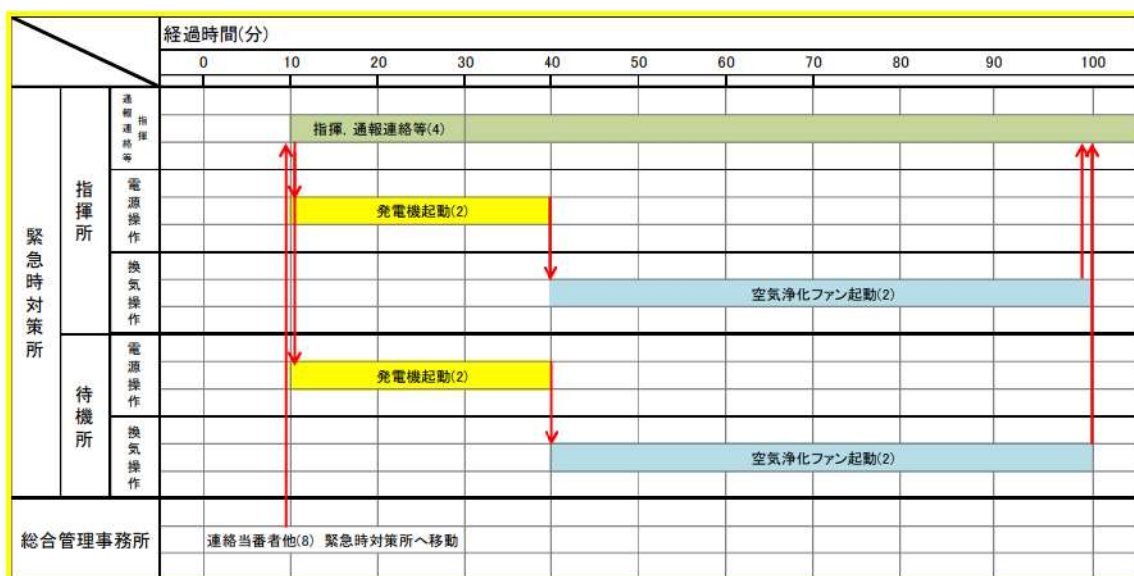 経過時間(分)
0 10 20 30 40 50 60 70 80 90 100
緊急時対策所
指揮所
指揮
通報連絡等
指揮, 通報連絡等(4)
電源操作
発電機起動(2)
換気操作
空気浄化ファン起動(2)
待機所
電源操作
発電機起動(2)
換気操作
空気浄化ファン起動(2)
総合管理事務所
連絡当番者他(8) 緊急時対策所へ移動